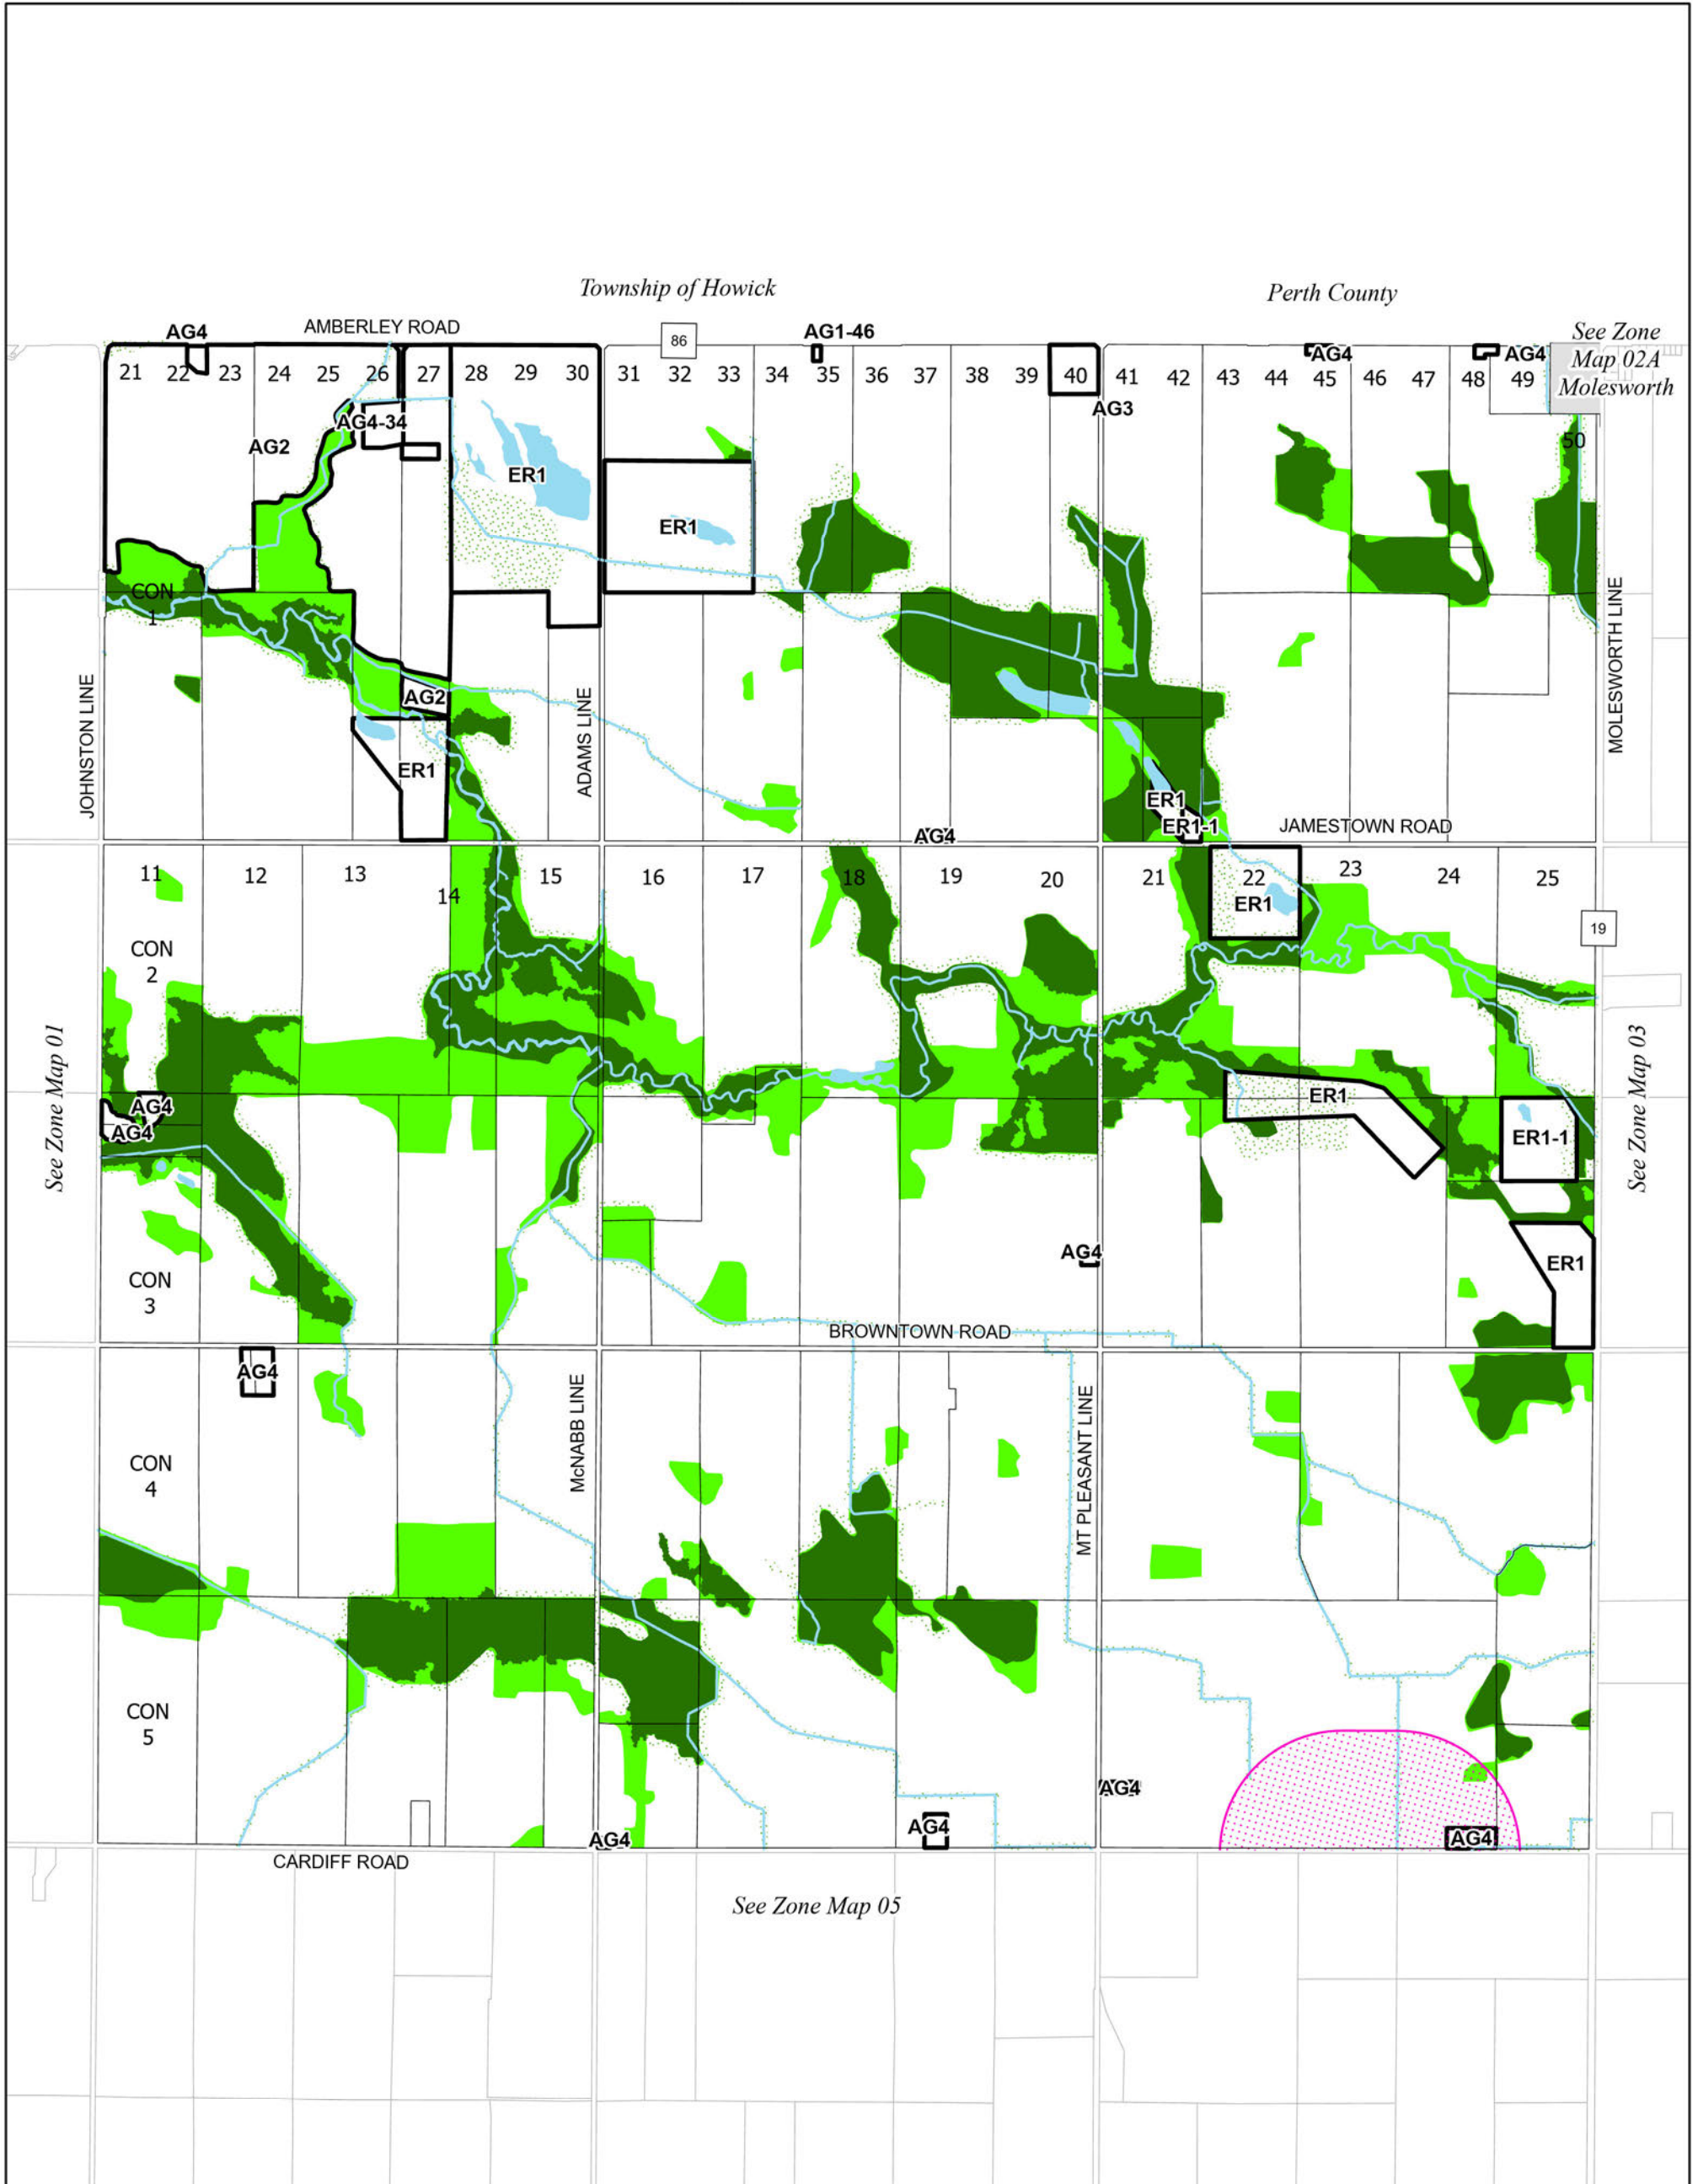 Township of Howick
Perth County
AG4
AMBERLEY ROAD
86
AG1-46
See Zone
Map 02A
Molesworth
AG4
AG4
21 22 23 24 25 26 27 28 29 30 31 32 33 34 35 36 37 38 39 40 41 42 43 44 45 46 47 48 49
AG3
AG4-34
AG2
50
ER1
ER1
CON
1
AG2
JOHNSTON LINE
ADAMS LINE
MOLESWORTH LINE
ER1
ER1
ER1-1
AG4
JAMESTOWN ROAD
11 12 13 14 15 16 17 18 19 20 21 22 23 24 25
ER1
19
CON
2
See Zone Map 01
See Zone Map 03
AG4
AG4
ER1
ER1-1
AG4
ER1
CON
3
BROWNTOWN ROAD
AG4
McNABB LINE
MT PLEASANT LINE
CON
4
CON
5
AG4
AG4
AG4
AG4
CARDIFF ROAD
See Zone Map 05